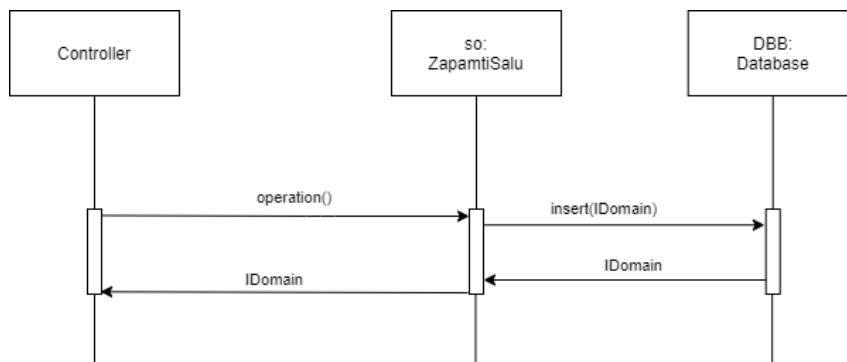 Controller
so:
ZapamtiSalu
DBB:
Database
operation()
insert(IDomain)
IDomain
IDomain